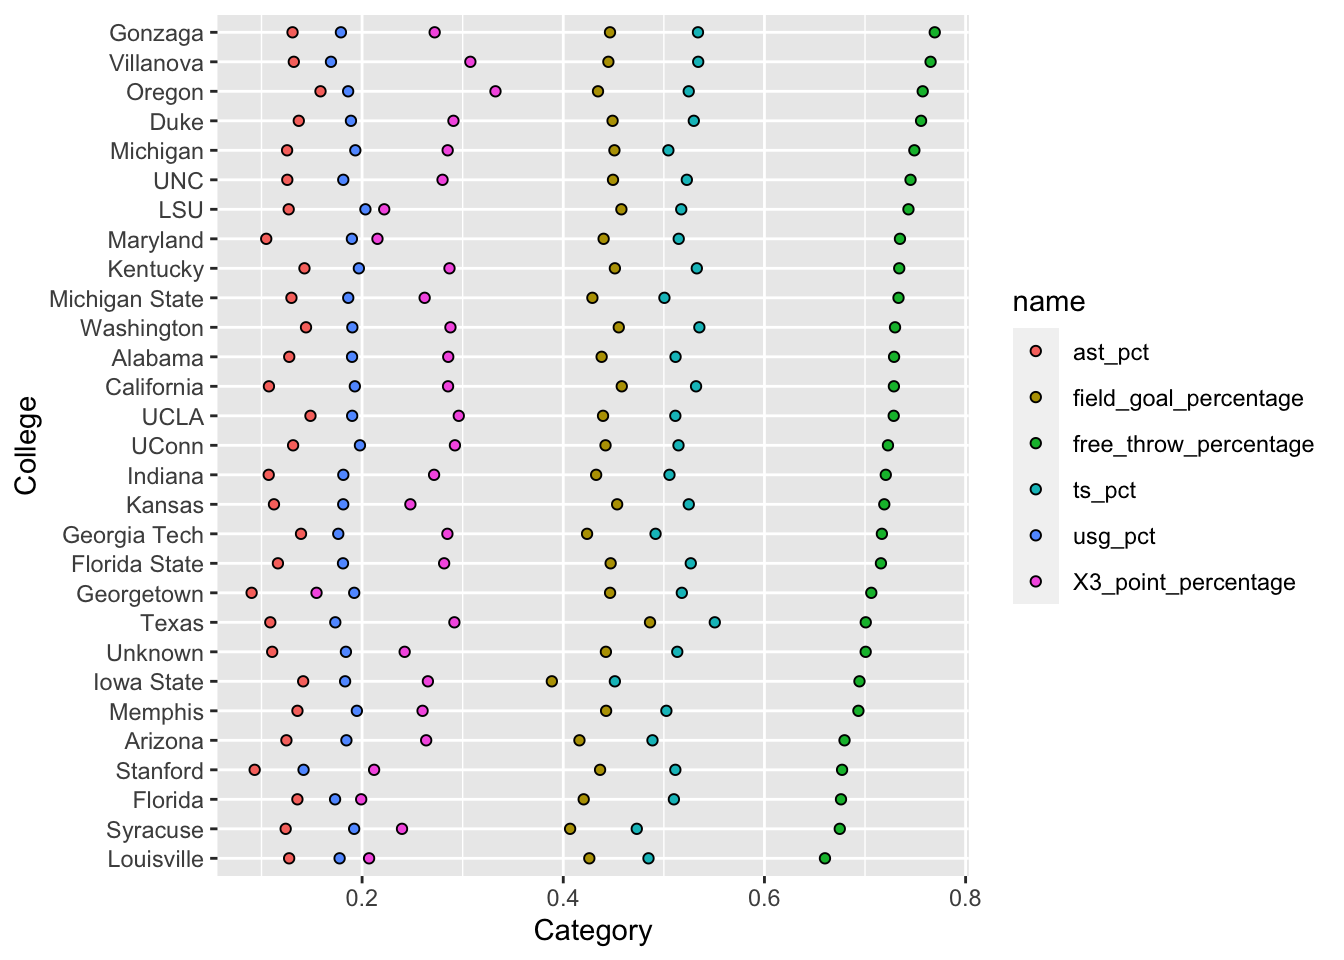 Gonzaga
Villanova
Oregon
Duke
Michigan
UNC
LSU
Maryland
Kentucky
Michigan State
Washington
Alabama
California
UCLA
UConn
Indiana
Kansas
Georgia Tech
Florida State
Georgetown
Texas
Unknown
Iowa State
Memphis
Arizona
Stanford
Florida
Syracuse
Louisville
College
0.2 0.4 0.6 0.8
Category
name
ast_pct
field_goal_percentage
free_throw_percentage
ts_pct
usg_pct
X3_point_percentage